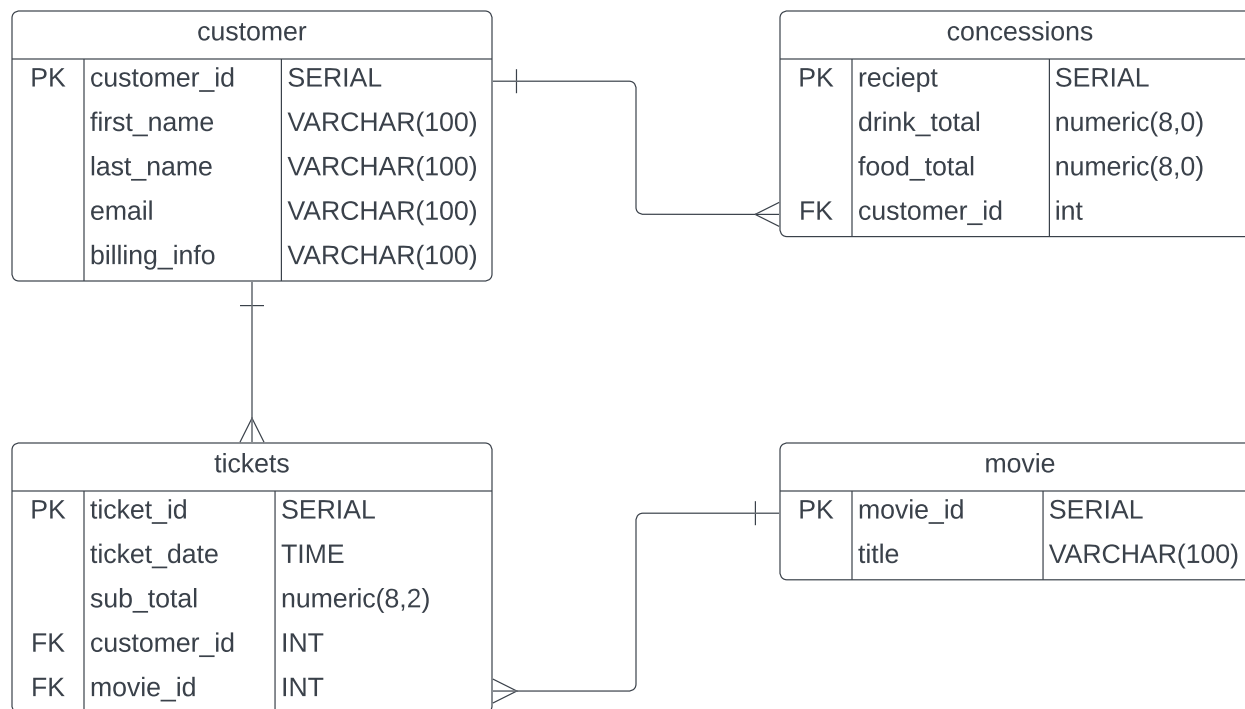 customer
PK customer_id SERIAL
first_name VARCHAR(100)
last_name VARCHAR(100)
email VARCHAR(100)
billing_info VARCHAR(100)
concessions
PK reciept SERIAL
drink_total numeric(8,0)
food_total numeric(8,0)
FK customer_id int
tickets
PK ticket_id SERIAL
ticket_date TIME
sub_total numeric(8,2)
FK customer_id INT
FK movie_id INT
movie
PK movie_id SERIAL
title VARCHAR(100)